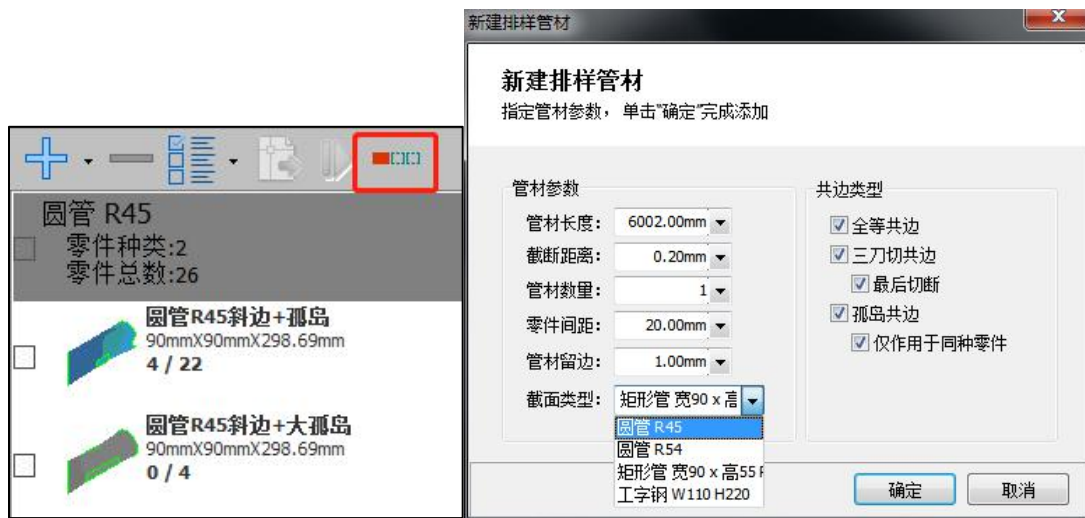 圆管 R45
零件种类:2
零件总数:26
圆管R45斜边+孤岛
90mmX90mmX298.69mm
4 / 22
圆管R45斜边+大孤岛
90mmX90mmX298.69mm
0 / 4
新建排样管材
新建排样管材
指定管材参数，单击"确定"完成添加
管材参数
管材长度： 6002.00mm
截断距离： 0.20mm
管材数量： 1
零件间距： 20.00mm
管材留边： 1.00mm
截面类型： 矩形管 宽90 x 高
圆管 R45
圆管 R54
矩形管 宽90 x 高55
工字钢 W110 H220
共边类型
全等共边
三刀切共边
最后切断
孤岛共边
仅作用于同种零件
确定
取消